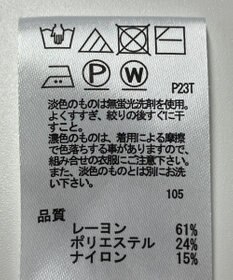 P23T
淡色のものは無蛍光洗剤を使用。
よくすすぎ、絞りの後すぐに干
すこと。
濃色のものは、着用による摩擦
で色落ちする事がありますので、
組み合せの衣服にご注意下さい。
また、淡色のものとは別にお洗
い下さい。
105
品質
レーヨン 61%
ポリエステル 24%
ナイロン 15%